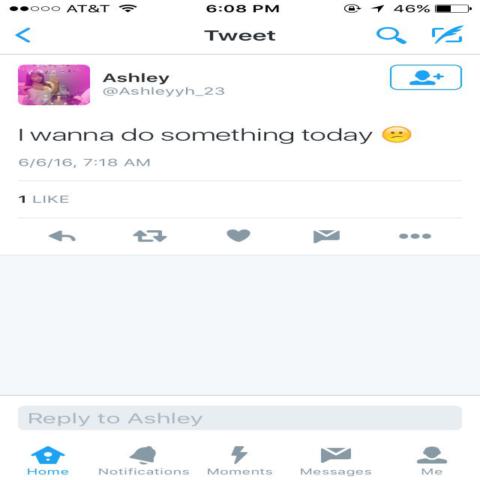 AT&T 6:08 PM 46%
Tweet
Ashley
@Ashleyyh_23
I wanna do something today 😕
6/6/16, 7:18 AM
1 LIKE
Reply to Ashley
Home Notifications Moments Messages Me